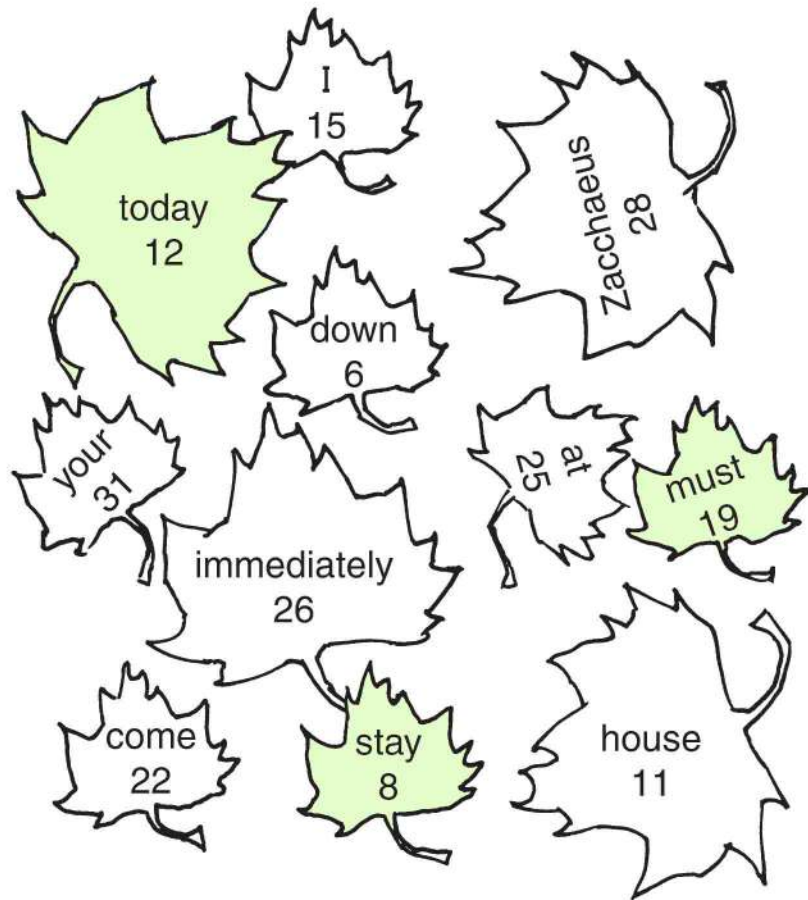 I
15
today
12
Zacchaeus
28
down
6
your
31
at
25
must
19
immediately
26
come
22
stay
8
house
11